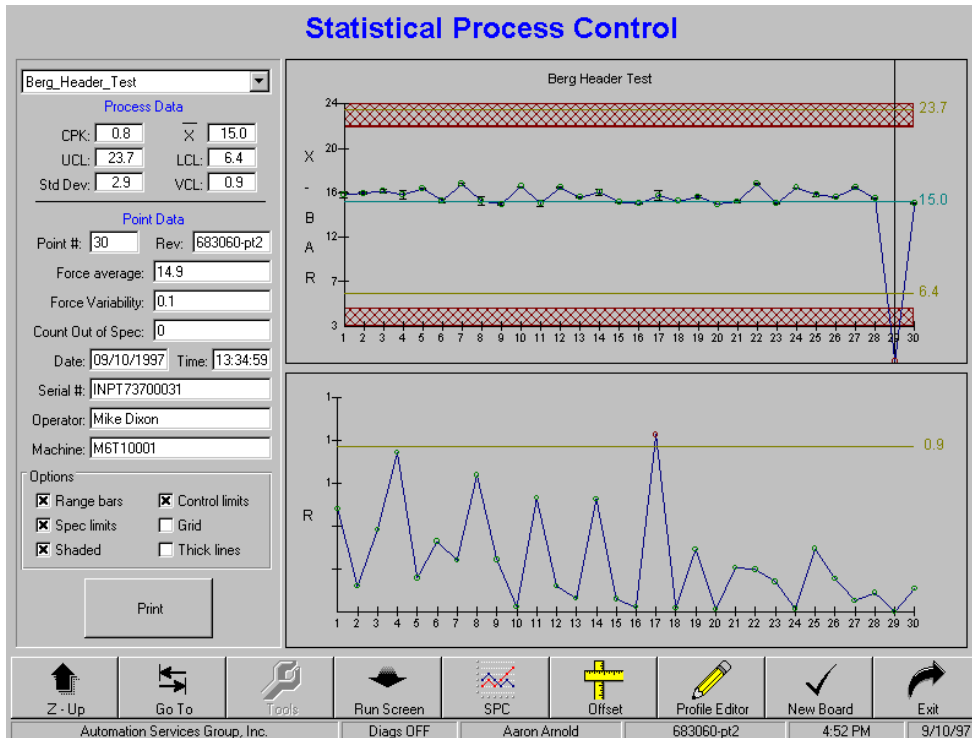 Statistical Process Control
Berg_Header_Test
Process Data
CPK: 0.8 X 15.0
UCL: 23.7 LCL: 6.4
Std Dev: 2.9 VCL: 0.9
Point Data
Point #: 30 Rev: 683060-pt2
Force average: 14.9
Force Variability: 0.1
Count Out of Spec: 0
Date: 09/10/1997 Time: 13:34:59
Serial #: INPT73700031
Operator: Mike Dixon
Machine: M6T10001
Options
Range bars Control limits
Spec limits Grid
Shaded Thick lines
Print
Berg Header Test
24 23.7
X 20
16 15.0
-
B
12
A
R 7
6.4
3
1 2 3 4 5 6 7 8 9 10 11 12 13 14 15 16 17 18 19 20 21 22 23 24 25 26 27 28 29 30
1
1 0.9
1
R
1 2 3 4 5 6 7 8 9 10 11 12 13 14 15 16 17 18 19 20 21 22 23 24 25 26 27 28 29 30
Z - Up Go To Tools Run Screen SPC Offset Profile Editor New Board Exit
Automation Services Group, Inc. Diags OFF Aaron Arnold 683060-pt2 4:52 PM 9/10/97